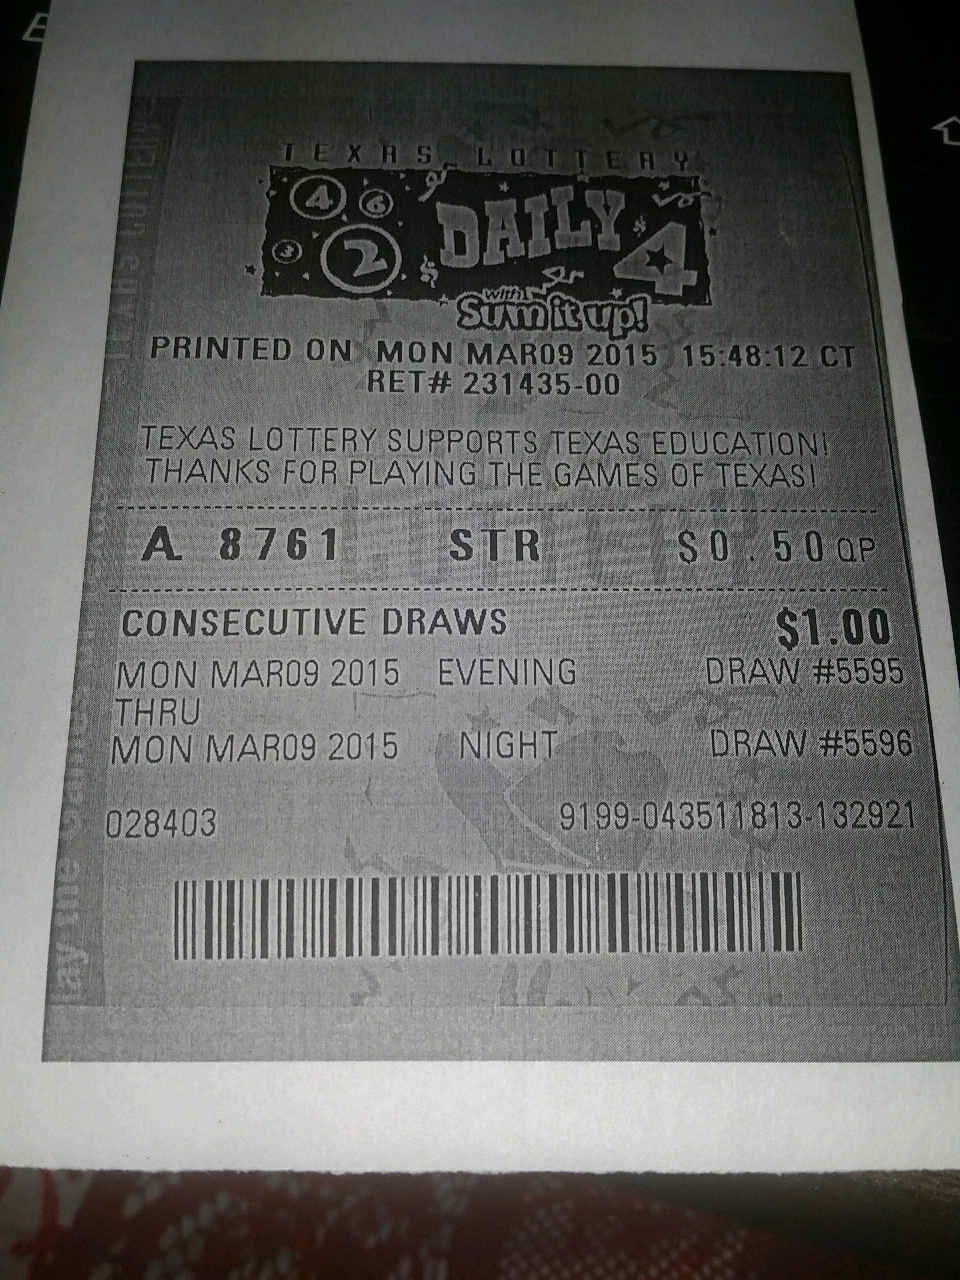 TEXAS LOTTERY
4 6
3 2
DAILY 4
with
Sum it up!
PRINTED ON MON MAR09 2015 15:48:12 CT
RET# 231435-00
TEXAS LOTTERY SUPPORTS TEXAS EDUCATION!
THANKS FOR PLAYING THE GAMES OF TEXAS!
A 8761 STR $0.50 QP
CONSECUTIVE DRAWS $1.00
MON MAR09 2015 EVENING DRAW #5595
THRU
MON MAR09 2015 NIGHT DRAW #5596
028403 9199-043511813-132921